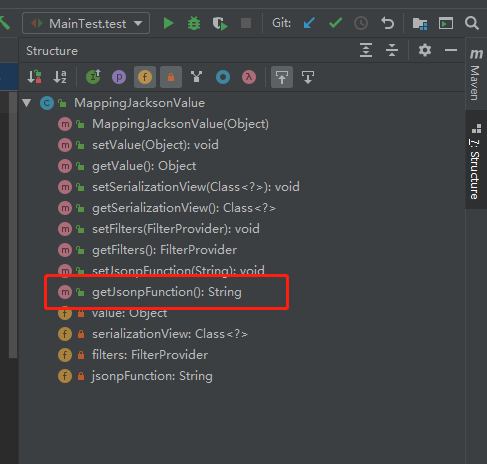 MainTest.test
Git:
Structure
MappingJacksonValue
MappingJacksonValue(Object)
setValue(Object): void
getValue(): Object
setSerializationView(Class<?>): void
getSerializationView(): Class<?>
setFilters(FilterProvider): void
getFilters(): FilterProvider
setJsonpFunction(String): void
getJsonpFunction(): String
value: Object
serializationView: Class<?>
filters: FilterProvider
jsonpFunction: String
Maven
7: Structure